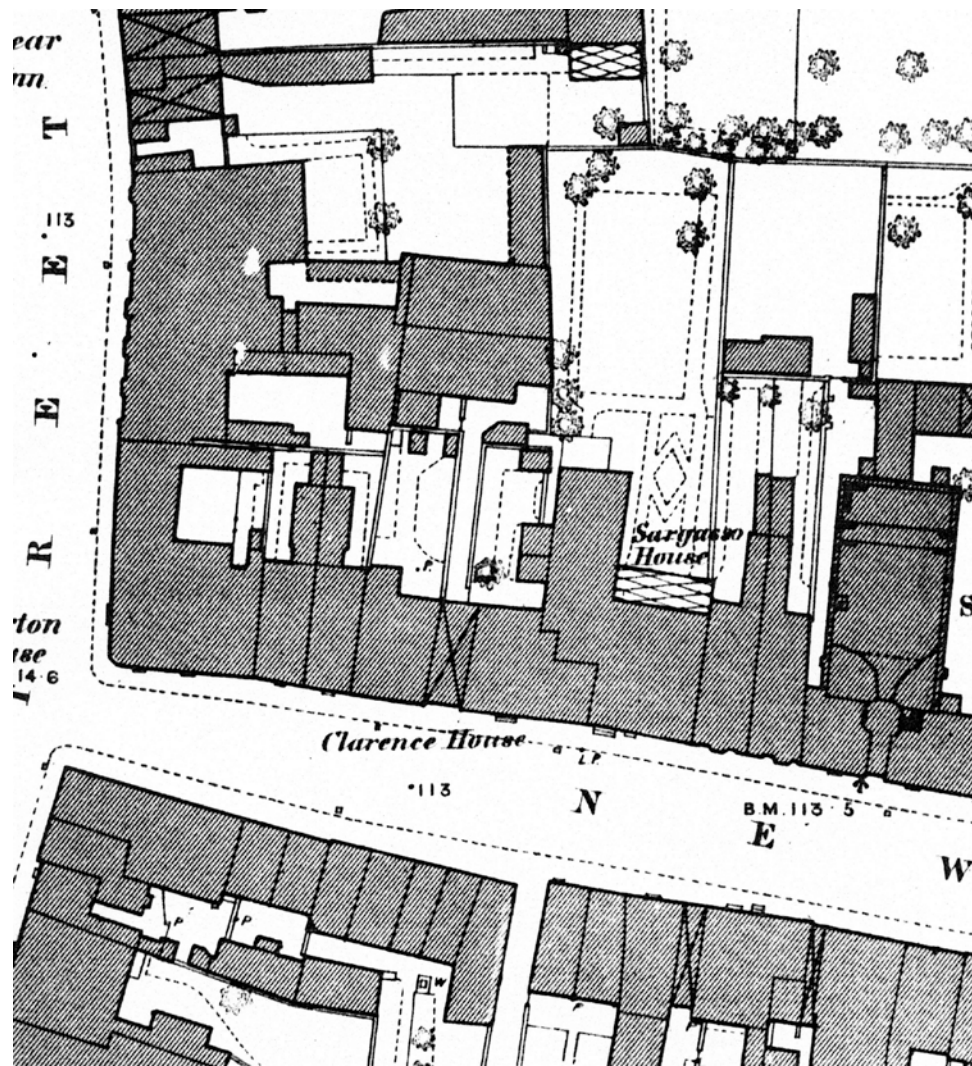 ear
nn
T
113
E
E
R
T
rton
use
14·6
Sargasso
House
S
Clarence House
L.P
113
B.M. 113·5
N
E
W
P
P
P
W